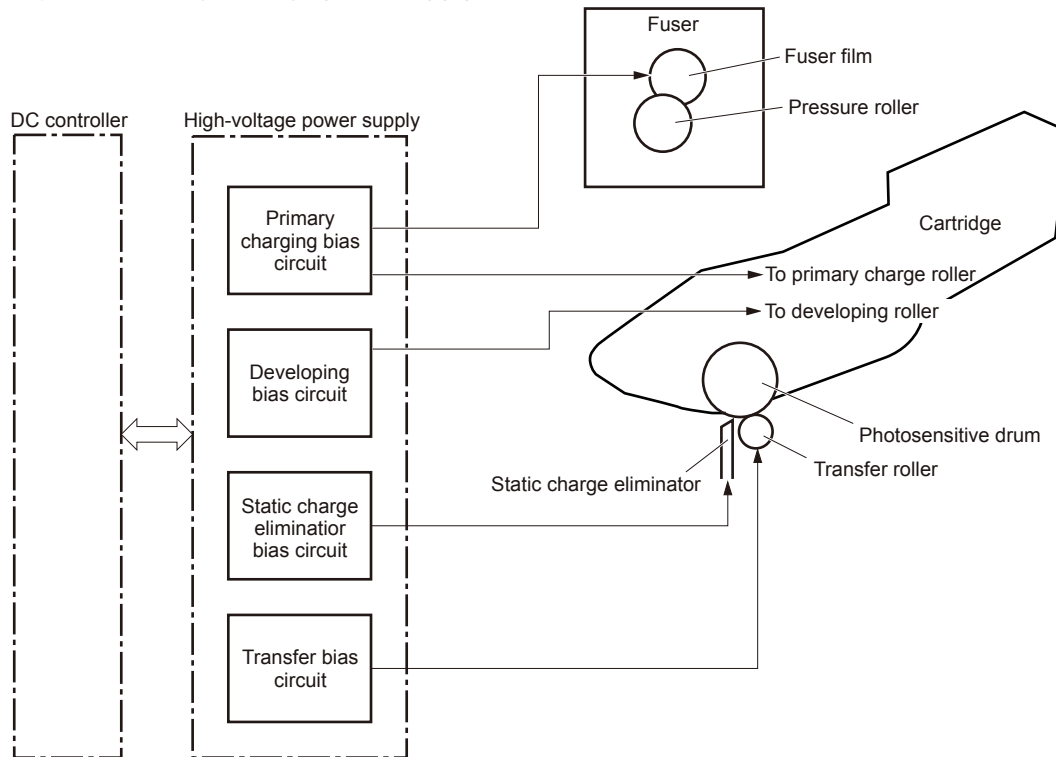 Fuser
Fuser film
Pressure roller
DC controller
High-voltage power supply
Primary
charging bias
circuit
Cartridge
To primary charge roller
To developing roller
Developing
bias circuit
Photosensitive drum
Transfer roller
Static charge eliminator
Static charge
eliminatior
bias circuit
Transfer bias
circuit